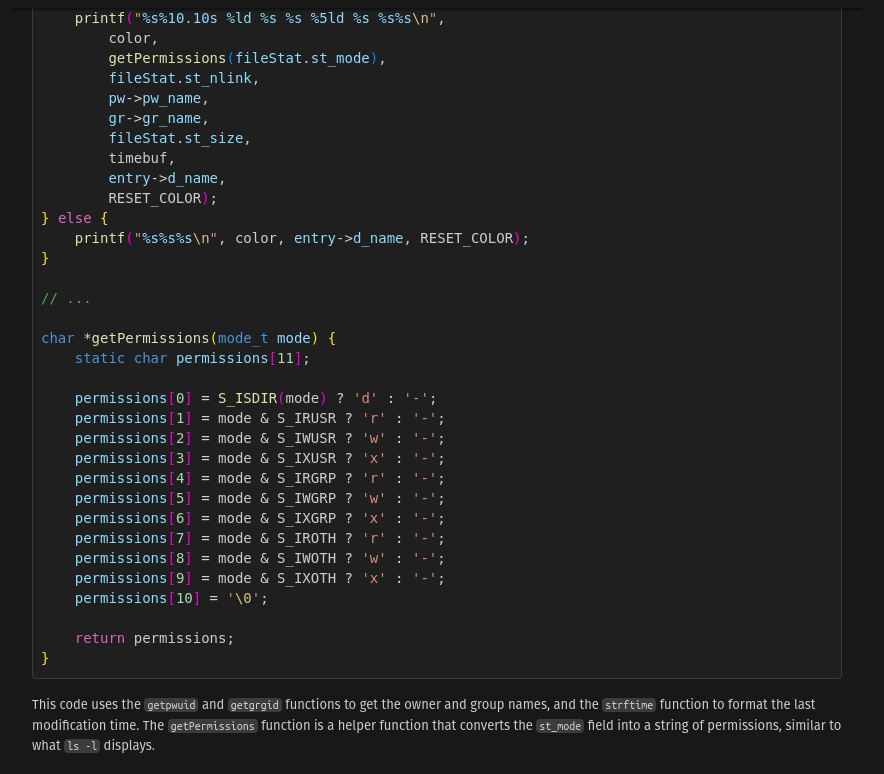 printf("%s%10.10s %ld %s %s %5ld %s %s%s\n",
color,
getPermissions(fileStat.st_mode),
fileStat.st_nlink,
pw->pw_name,
gr->gr_name,
fileStat.st_size,
timebuf,
entry->d_name,
RESET_COLOR);
} else {
printf("%s%s%s\n", color, entry->d_name, RESET_COLOR);
}
// ...
char *getPermissions(mode_t mode) {
static char permissions[11];
permissions[0] = S_ISDIR(mode) ? 'd' : '-';
permissions[1] = mode & S_IRUSR ? 'r' : '-';
permissions[2] = mode & S_IWUSR ? 'w' : '-';
permissions[3] = mode & S_IXUSR ? 'x' : '-';
permissions[4] = mode & S_IRGRP ? 'r' : '-';
permissions[5] = mode & S_IWGRP ? 'w' : '-';
permissions[6] = mode & S_IXGRP ? 'x' : '-';
permissions[7] = mode & S_IROTH ? 'r' : '-';
permissions[8] = mode & S_IWOTH ? 'w' : '-';
permissions[9] = mode & S_IXOTH ? 'x' : '-';
permissions[10] = '\0';
return permissions;
}
This code uses the getpwuid and getgrgid functions to get the owner and group names, and the strftime function to format the last
modification time. The getPermissions function is a helper function that converts the st_mode field into a string of permissions, similar to
what ls -l displays.